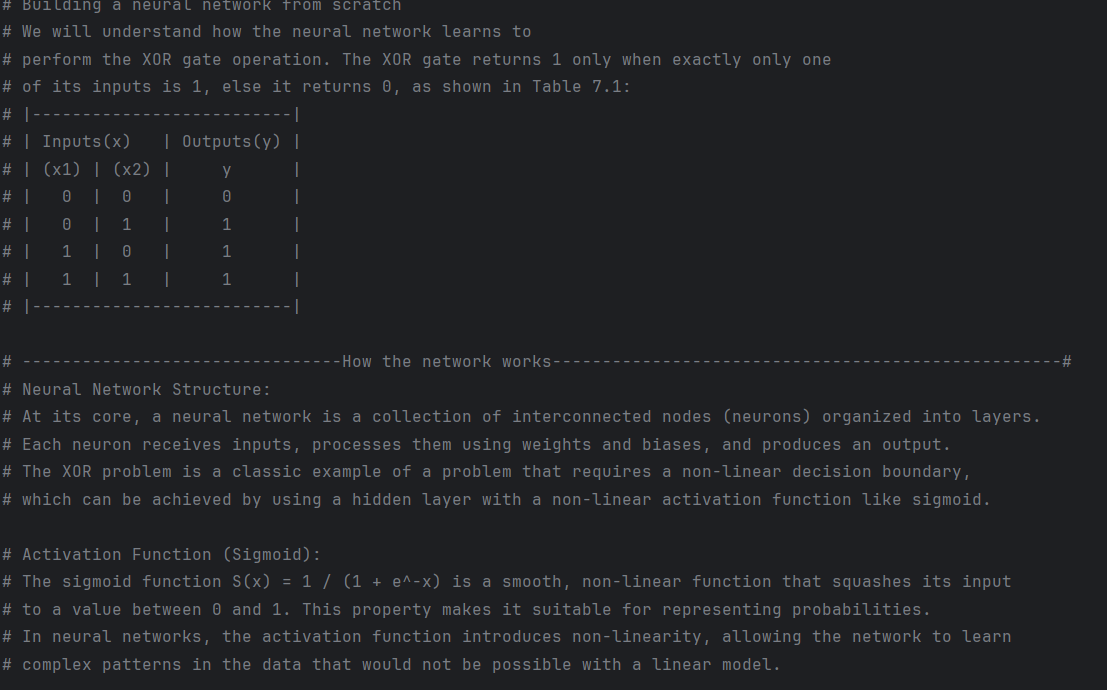 # Building a neural network from scratch
# We will understand how the neural network learns to
# perform the XOR gate operation. The XOR gate returns 1 only when exactly only one
# of its inputs is 1, else it returns 0, as shown in Table 7.1:
# |--------------------------|
# | Inputs(x)   | Outputs(y) |
# | (x1) | (x2) |     y      |
# |   0  |  0   |     0      |
# |   0  |  1   |     1      |
# |   1  |  0   |     1      |
# |   1  |  1   |     1      |
# |--------------------------|
# --------------------------------How the network works---------------------------------------------------#
# Neural Network Structure:
# At its core, a neural network is a collection of interconnected nodes (neurons) organized into layers.
# Each neuron receives inputs, processes them using weights and biases, and produces an output.
# The XOR problem is a classic example of a problem that requires a non-linear decision boundary,
# which can be achieved by using a hidden layer with a non-linear activation function like sigmoid.
# Activation Function (Sigmoid):
# The sigmoid function S(x) = 1 / (1 + e^-x) is a smooth, non-linear function that squashes its input
# to a value between 0 and 1. This property makes it suitable for representing probabilities.
# In neural networks, the activation function introduces non-linearity, allowing the network to learn
# complex patterns in the data that would not be possible with a linear model.